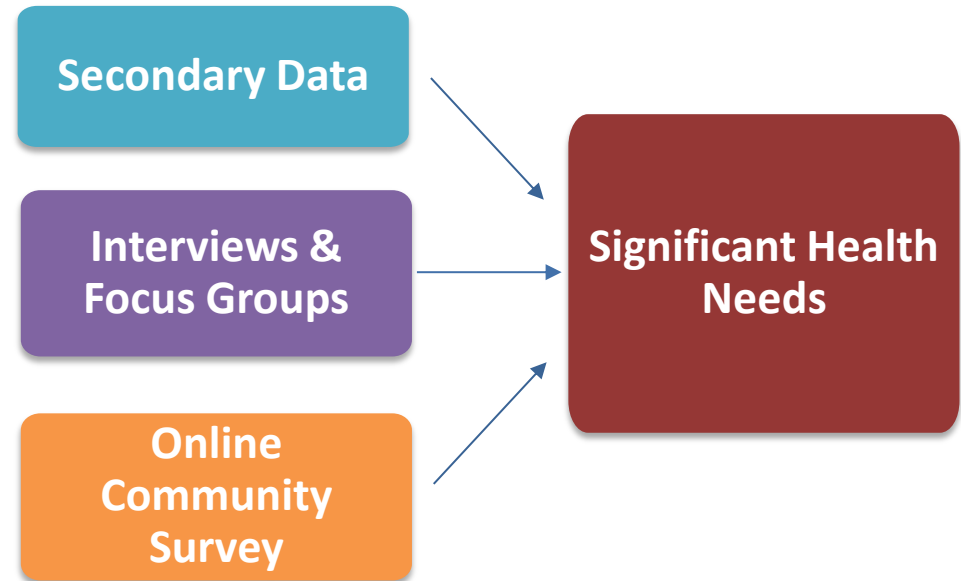 Secondary Data
Interviews &
Focus Groups
Online
Community
Survey
Significant Health
Needs